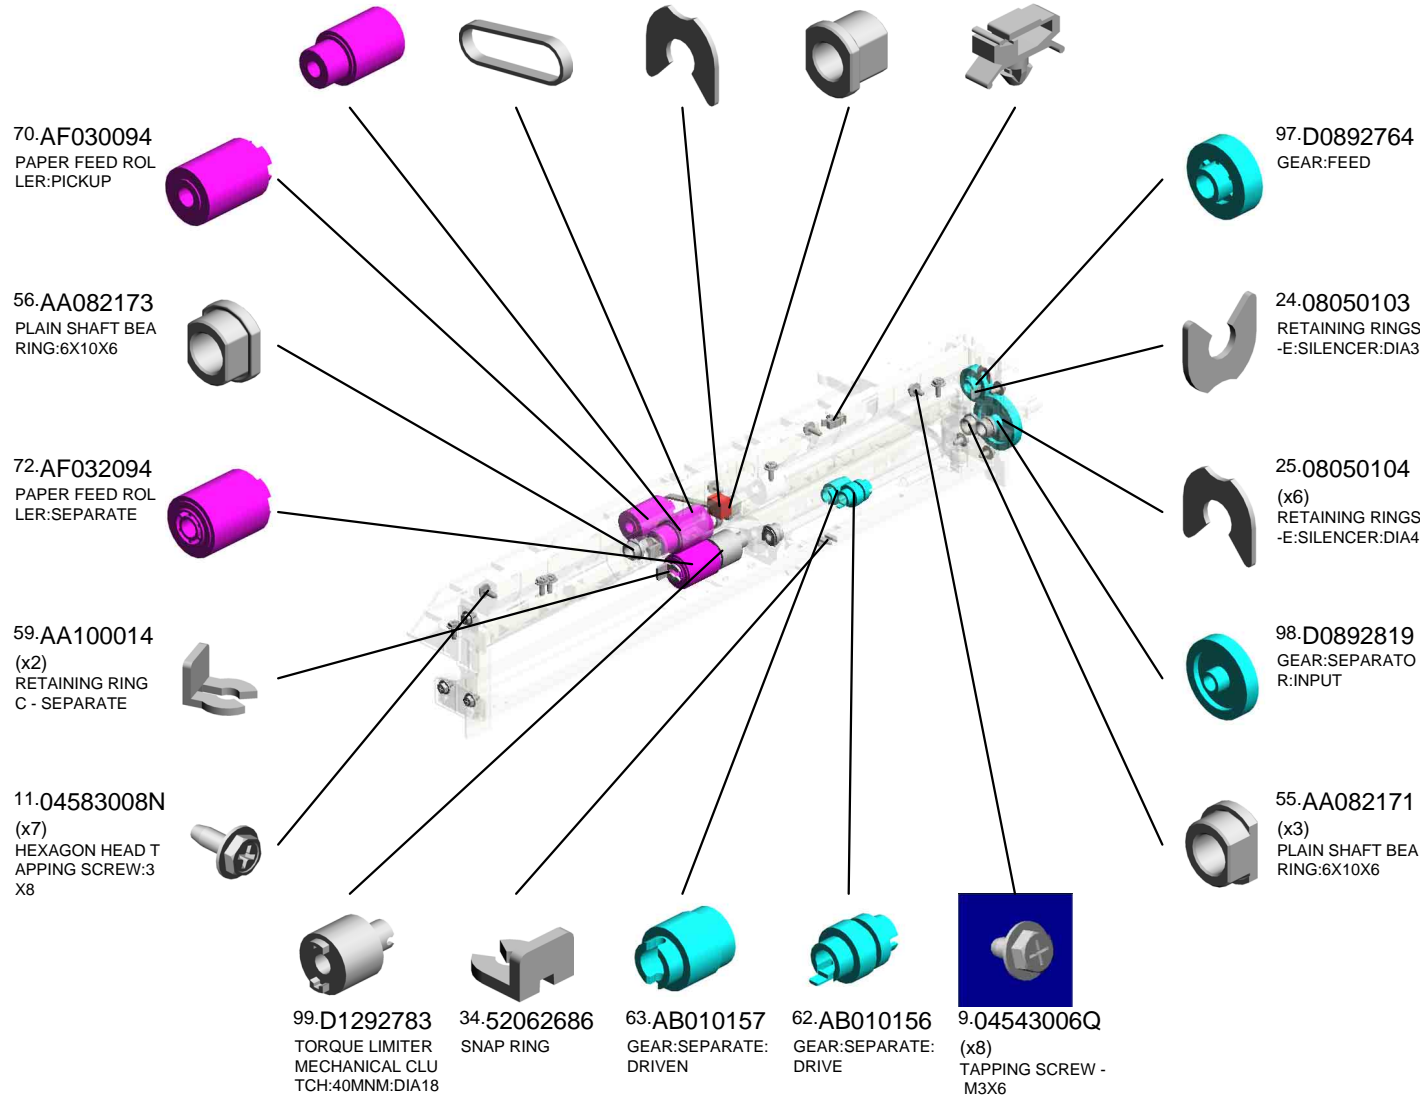 70.AF030094
PAPER FEED ROL
LER:PICKUP
56.AA082173
PLAIN SHAFT BEA
RING:6X10X6
72.AF032094
PAPER FEED ROL
LER:SEPARATE
59.AA100014
(x2)
RETAINING RING
C - SEPARATE
11.04583008N
(x7)
HEXAGON HEAD T
APPING SCREW:3
X8
99.D1292783
TORQUE LIMITER
MECHANICAL CLU
TCH:40MNM:DIA18
34.52062686
SNAP RING
63.AB010157
GEAR:SEPARATE:
DRIVEN
62.AB010156
GEAR:SEPARATE:
DRIVE
9.04543006Q
(x8)
TAPPING SCREW -
M3X6
97.D0892764
GEAR:FEED
24.08050103
RETAINING RINGS
-E:SILENCER:DIA3
25.08050104
(x6)
RETAINING RINGS
-E:SILENCER:DIA4
98.D0892819
GEAR:SEPARATO
R:INPUT
55.AA082171
(x3)
PLAIN SHAFT BEA
RING:6X10X6